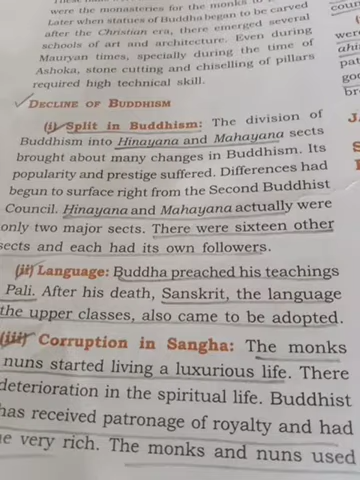 were the monasteries for the monks to
Later when statues of Buddha began to be carved
after the Christian era, there emerged several
schools of art and architecture. Even during
Mauryan times, specially during the time of
Ashoka, stone cutting and chiselling of pillars
required high technical skill.
DECLINE OF BUDDHISM
(i) Split in Buddhism: The division of
Buddhism into Hinayana and Mahayana sects
brought about many changes in Buddhism. Its
popularity and prestige suffered. Differences had
begun to surface right from the Second Buddhist
Council. Hinayana and Mahayana actually were
only two major sects. There were sixteen other
sects and each had its own followers.
(ii) Language: Buddha preached his teachings
Pali. After his death, Sanskrit, the language
the upper classes, also came to be adopted.
(iii) Corruption in Sangha: The monks
nuns started living a luxurious life. There
deterioration in the spiritual life. Buddhist
has received patronage of royalty and had
very rich. The monks and nuns used
were